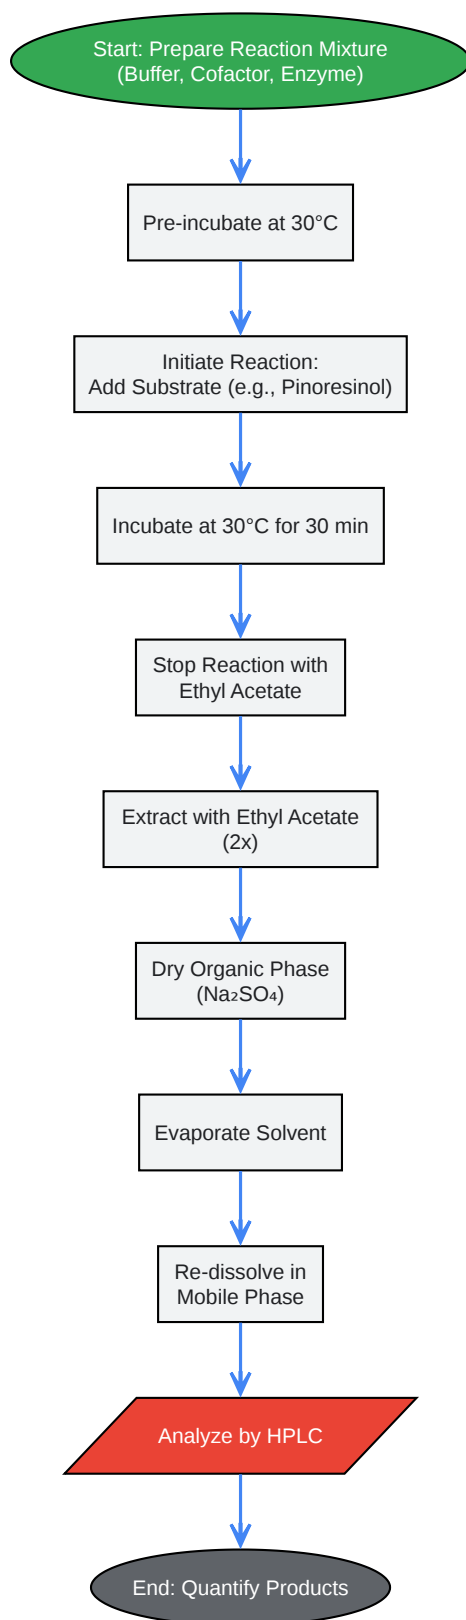 Start: Prepare Reaction Mixture
(Buffer, Cofactor, Enzyme)
Pre-incubate at 30°C
Initiate Reaction:
Add Substrate (e.g., Pinoresinol)
Incubate at 30°C for 30 min
Stop Reaction with
Ethyl Acetate
Extract with Ethyl Acetate
(2x)
Dry Organic Phase
(Na₂SO₄)
Evaporate Solvent
Re-dissolve in
Mobile Phase
Analyze by HPLC
End: Quantify Products